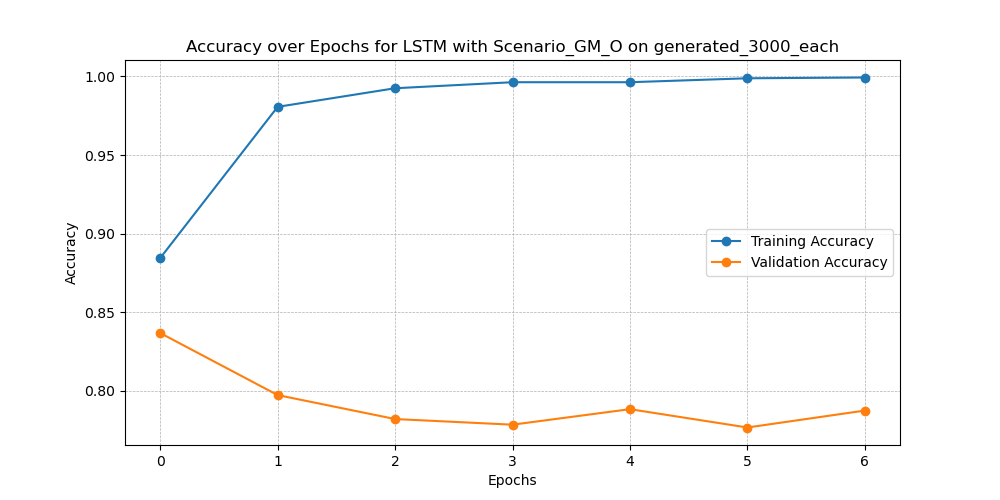 Accuracy over Epochs for LSTM with Scenario_GM_O on generated_3000_each
1.00
0.95
0.90
0.85
0.80
Accuracy
Training Accuracy
Validation Accuracy
0 1 2 3 4 5 6
Epochs